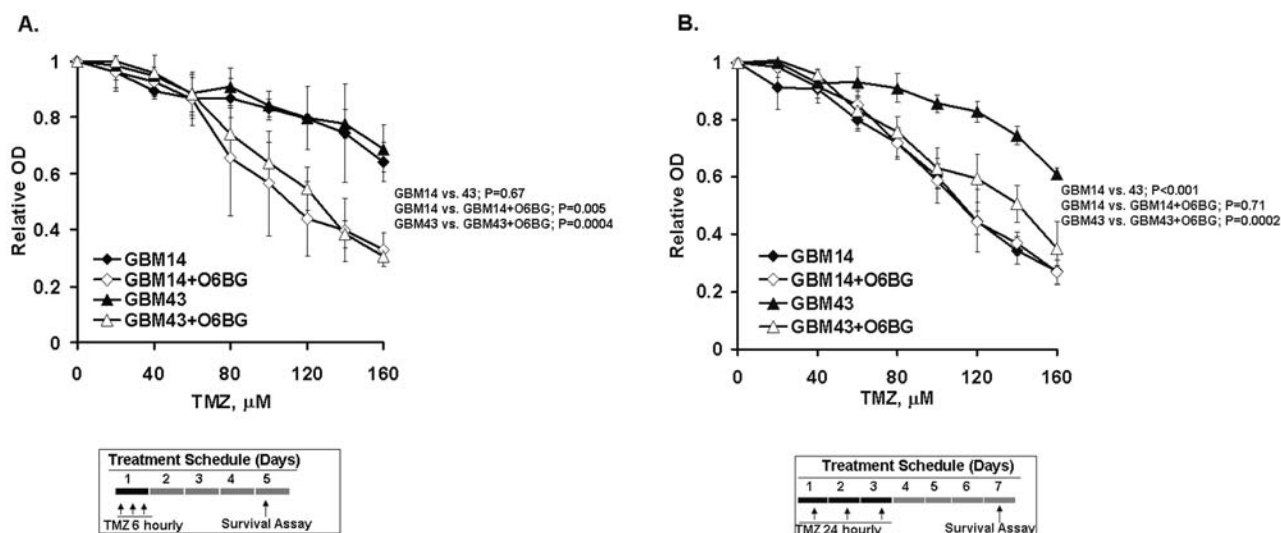 A.
1
0.8
0.6
0.4
0.2
0
Relative OD
GBM14
GBM14+O6BG
GBM43
GBM43+O6BG
GBM14 vs. 43; P=0.67
GBM14 vs. GBM14+O6BG; P=0.005
GBM43 vs. GBM43+O6BG; P=0.0004
0 40 80 120 160
TMZ, μM
Treatment Schedule (Days)
1 2 3 4 5
TMZ 6 hourly Survival Assay
B.
1
0.8
0.6
0.4
0.2
0
Relative OD
GBM14
GBM14+O6BG
GBM43
GBM43+O6BG
GBM14 vs. 43; P<0.001
GBM14 vs. GBM14+O6BG; P=0.71
GBM43 vs. GBM43+O6BG; P=0.0002
0 40 80 120 160
TMZ, μM
Treatment Schedule (Days)
1 2 3 4 5 6 7
TMZ 24 hourly Survival Assay